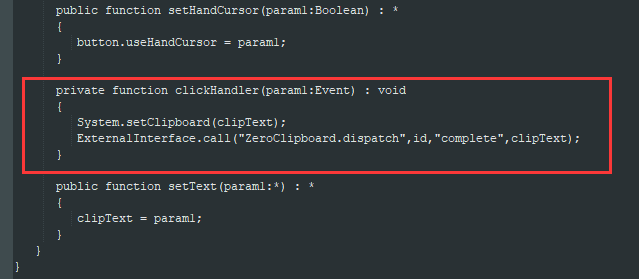 public function setHandCursor(param1:Boolean) : *
{
button.useHandCursor = param1;
}
private function clickHandler(param1:Event) : void
{
System.setClipboard(clipText);
ExternalInterface.call("ZeroClipboard.dispatch",id,"complete",clipText);
}
public function setText(param1:*) : *
{
clipText = param1;
}
}
}